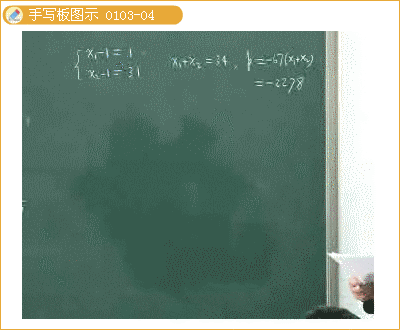 手写板图示 0103-04
x₁-1=1 x₁+x₂=34, p=-67(x₁+x₂)
x₂-1=31 =-2278